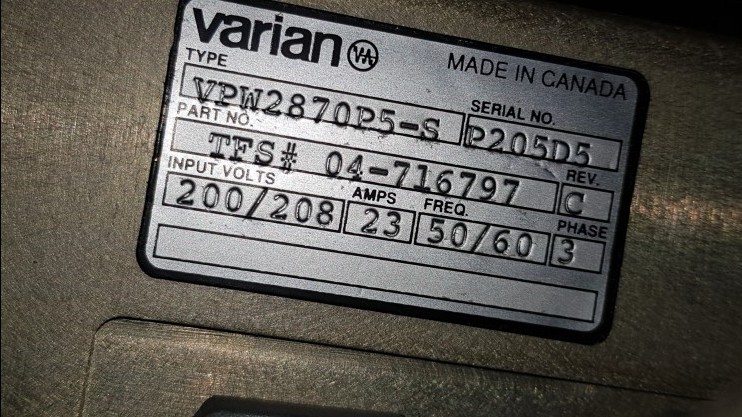 varian VA
MADE IN CANADA
TYPE
VPW2870P5-S
SERIAL NO.
P205D5
PART NO.
TFS# 04-716797
REV.
C
INPUT VOLTS
200/208
AMPS
23
FREQ.
50/60
PHASE
3